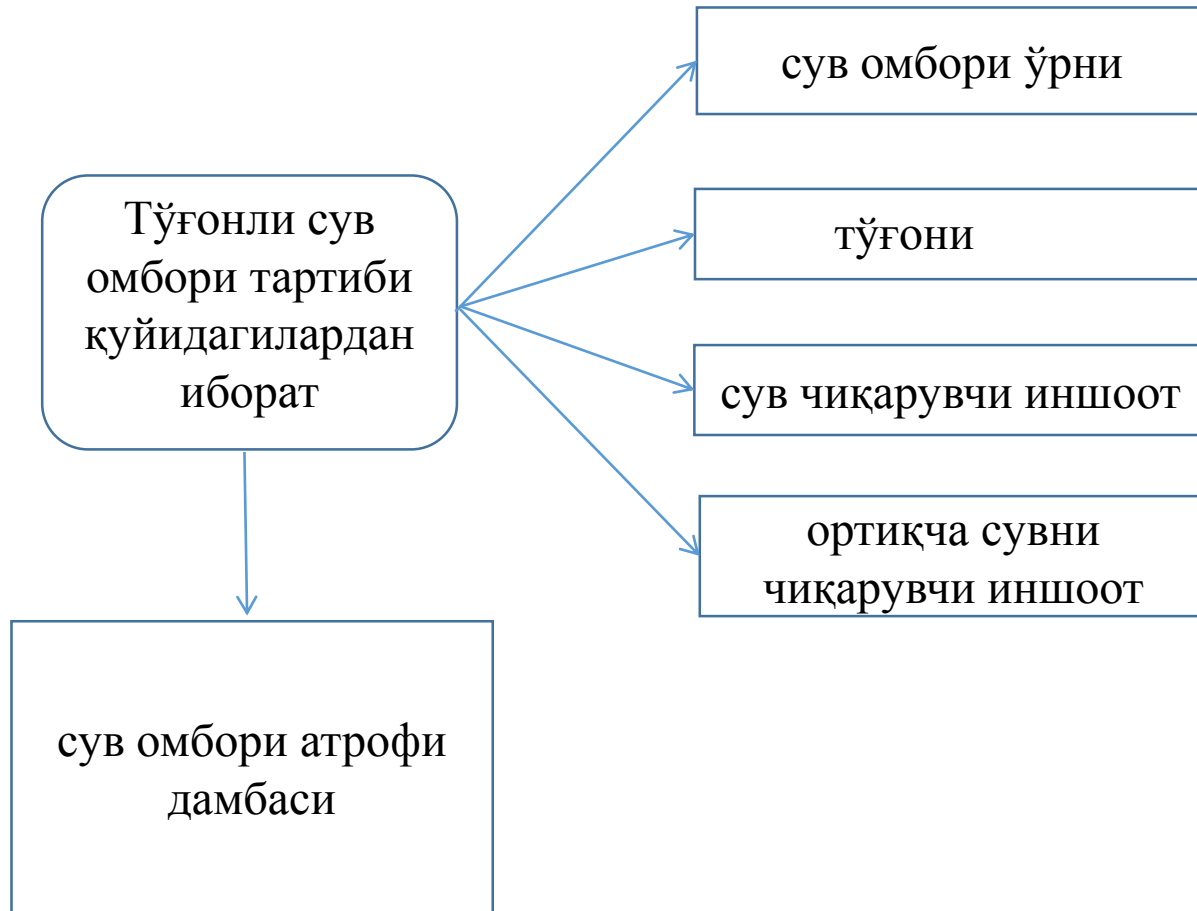 сув омбори ўрни
Тўғонли сув
омбори тартиби
қуйидагилардан
иборат
тўғони
сув чиқарувчи иншоот
ортиқча сувни
чиқарувчи иншоот
сув омбори атрофи
дамбаси